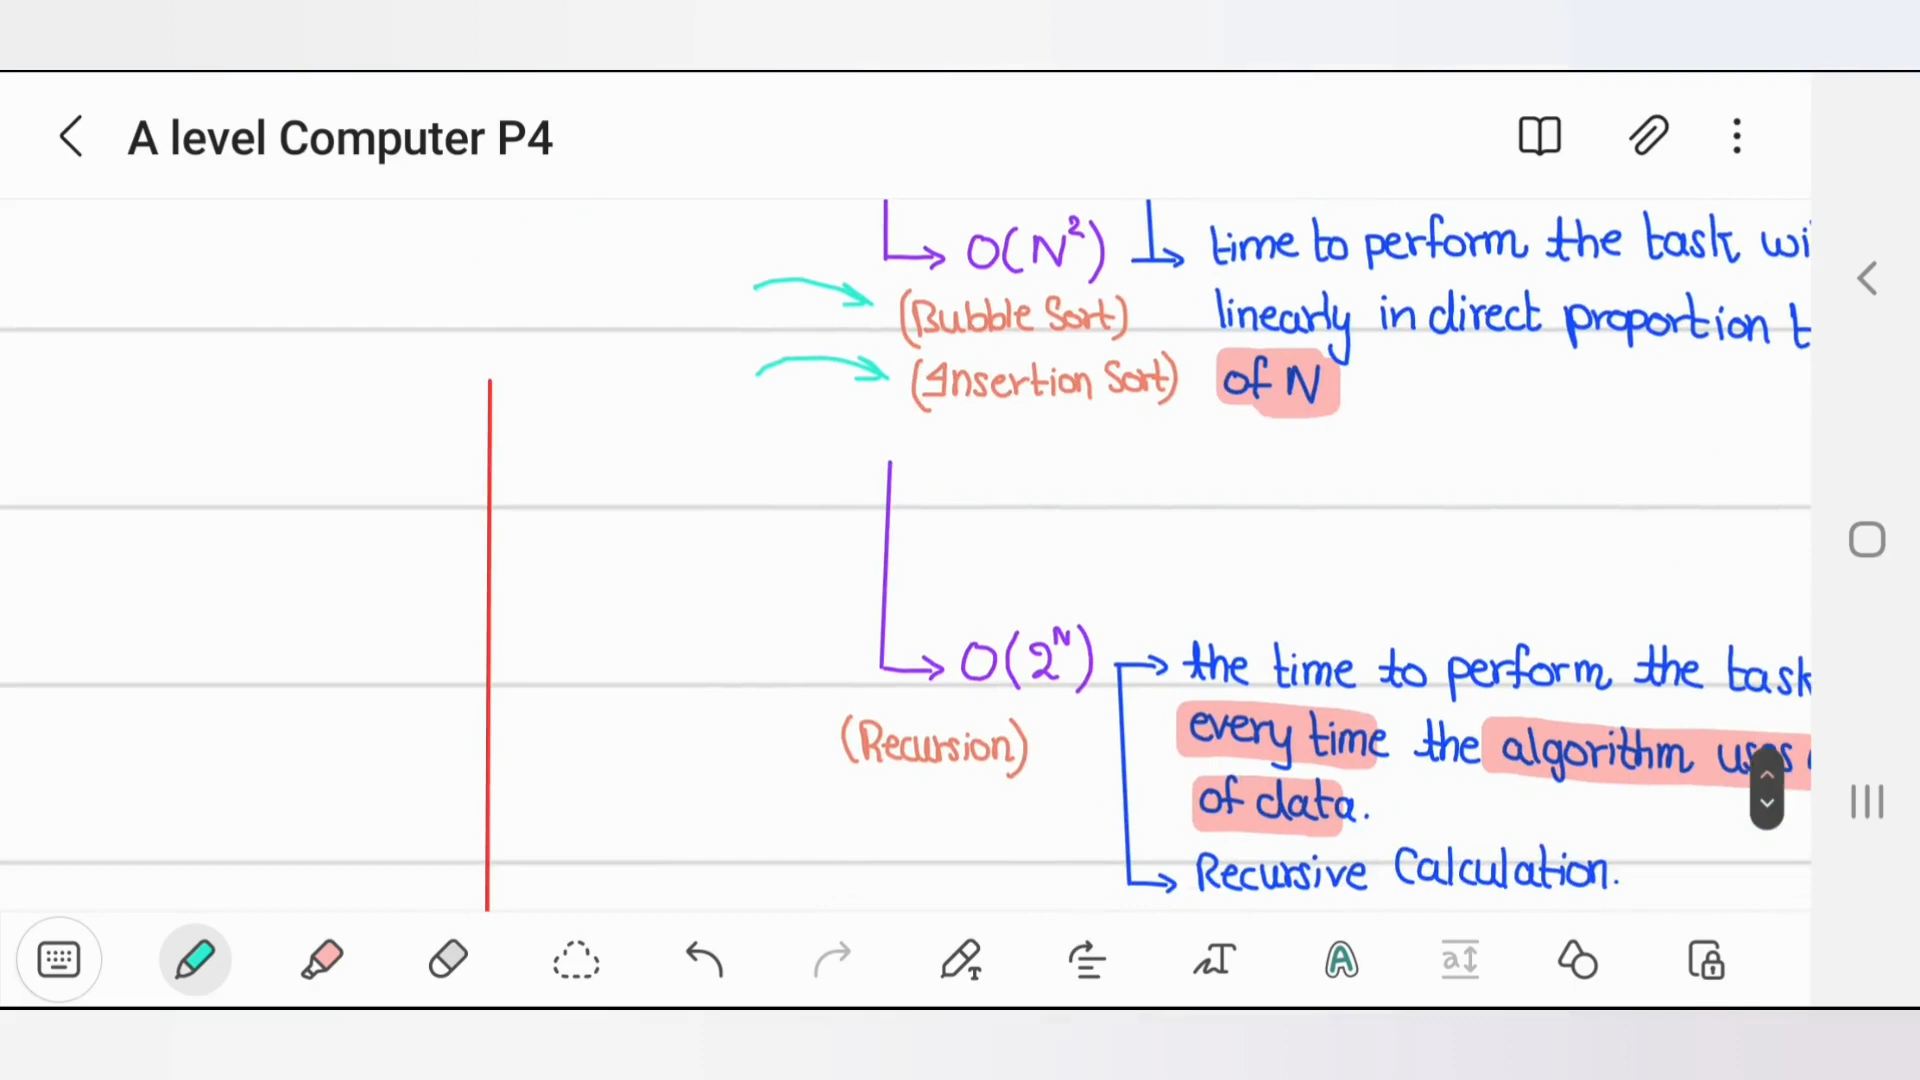 A level Computer P4
O(N²) time to perform the task wi
(Bubble Sort) linearly in direct proportion t
(Insertion Sort) of N
O(2ᴺ) the time to perform the task
(Recursion) every time the algorithm uses
of data.
Recursive Calculation.